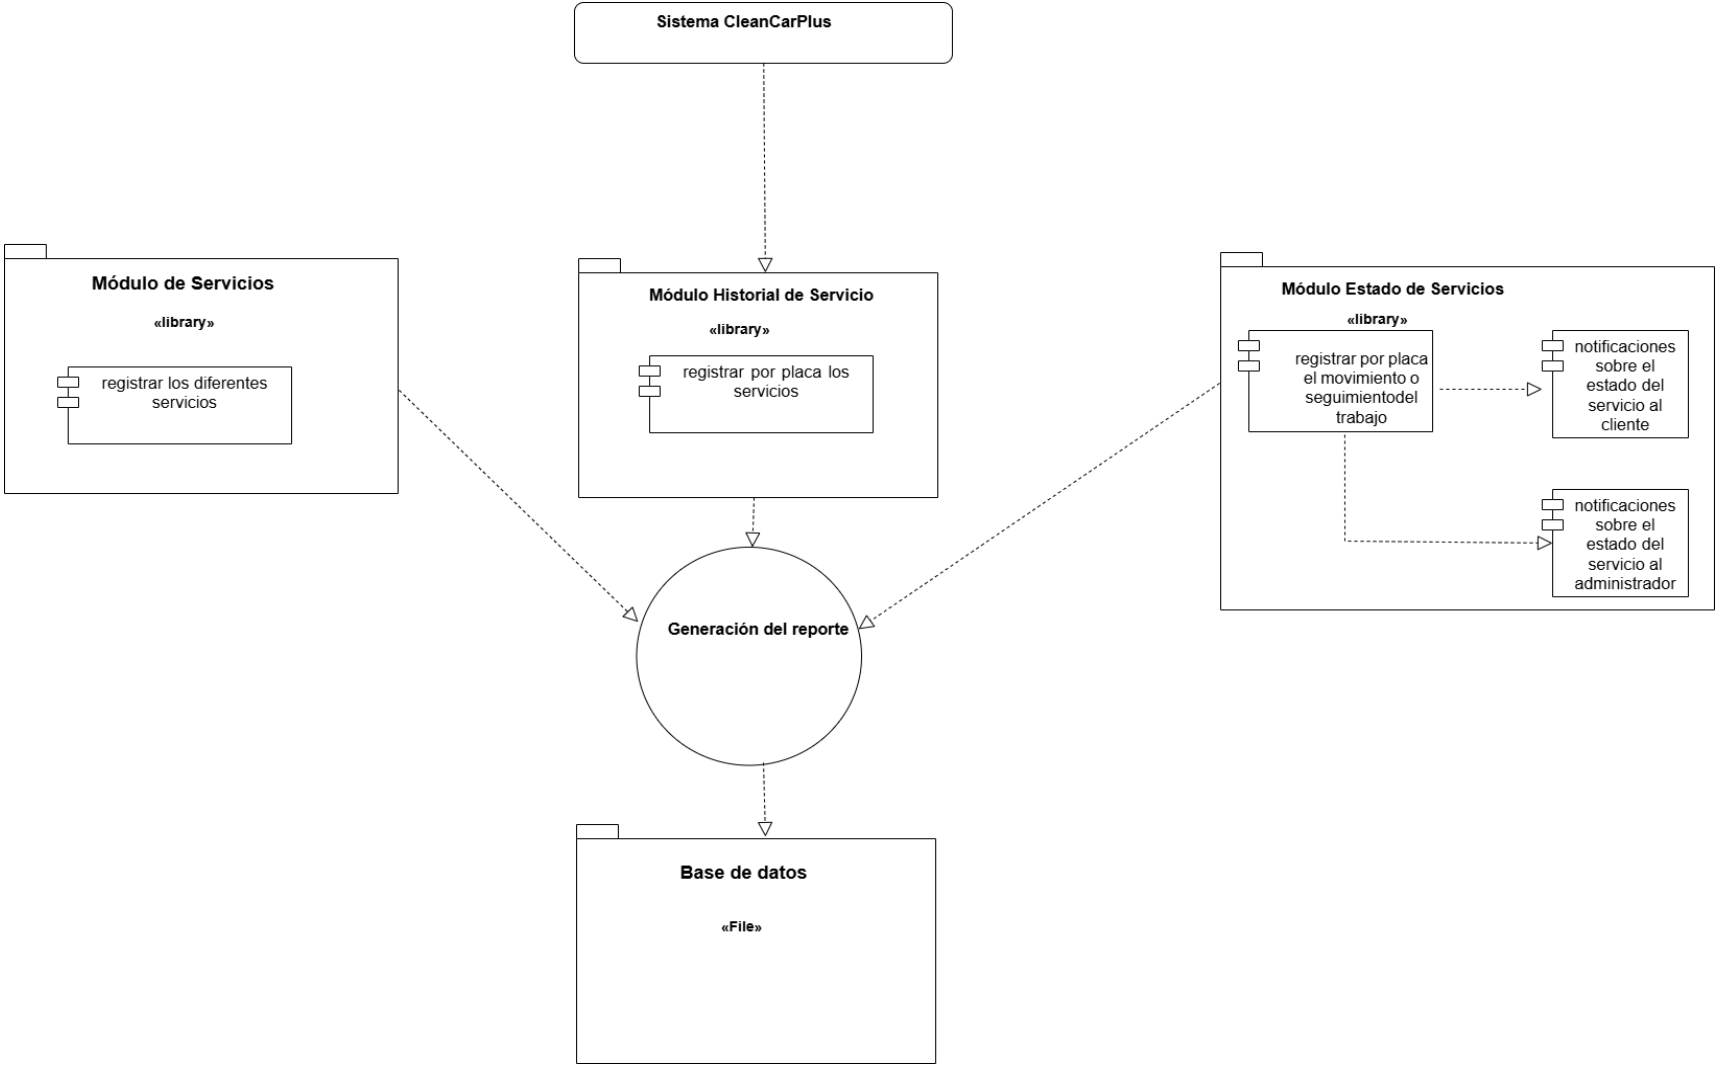 Sistema CleanCarPlus
Módulo de Servicios
«library»
registrar los diferentes
servicios
Módulo Historial de Servicio
«library»
registrar por placa los
servicios
Módulo Estado de Servicios
«library»
registrar por placa
el movimiento o
seguimientodel
trabajo
notificaciones
sobre el
estado del
servicio al
cliente
notificaciones
sobre el
estado del
servicio al
administrador
Generación del reporte
Base de datos
«File»